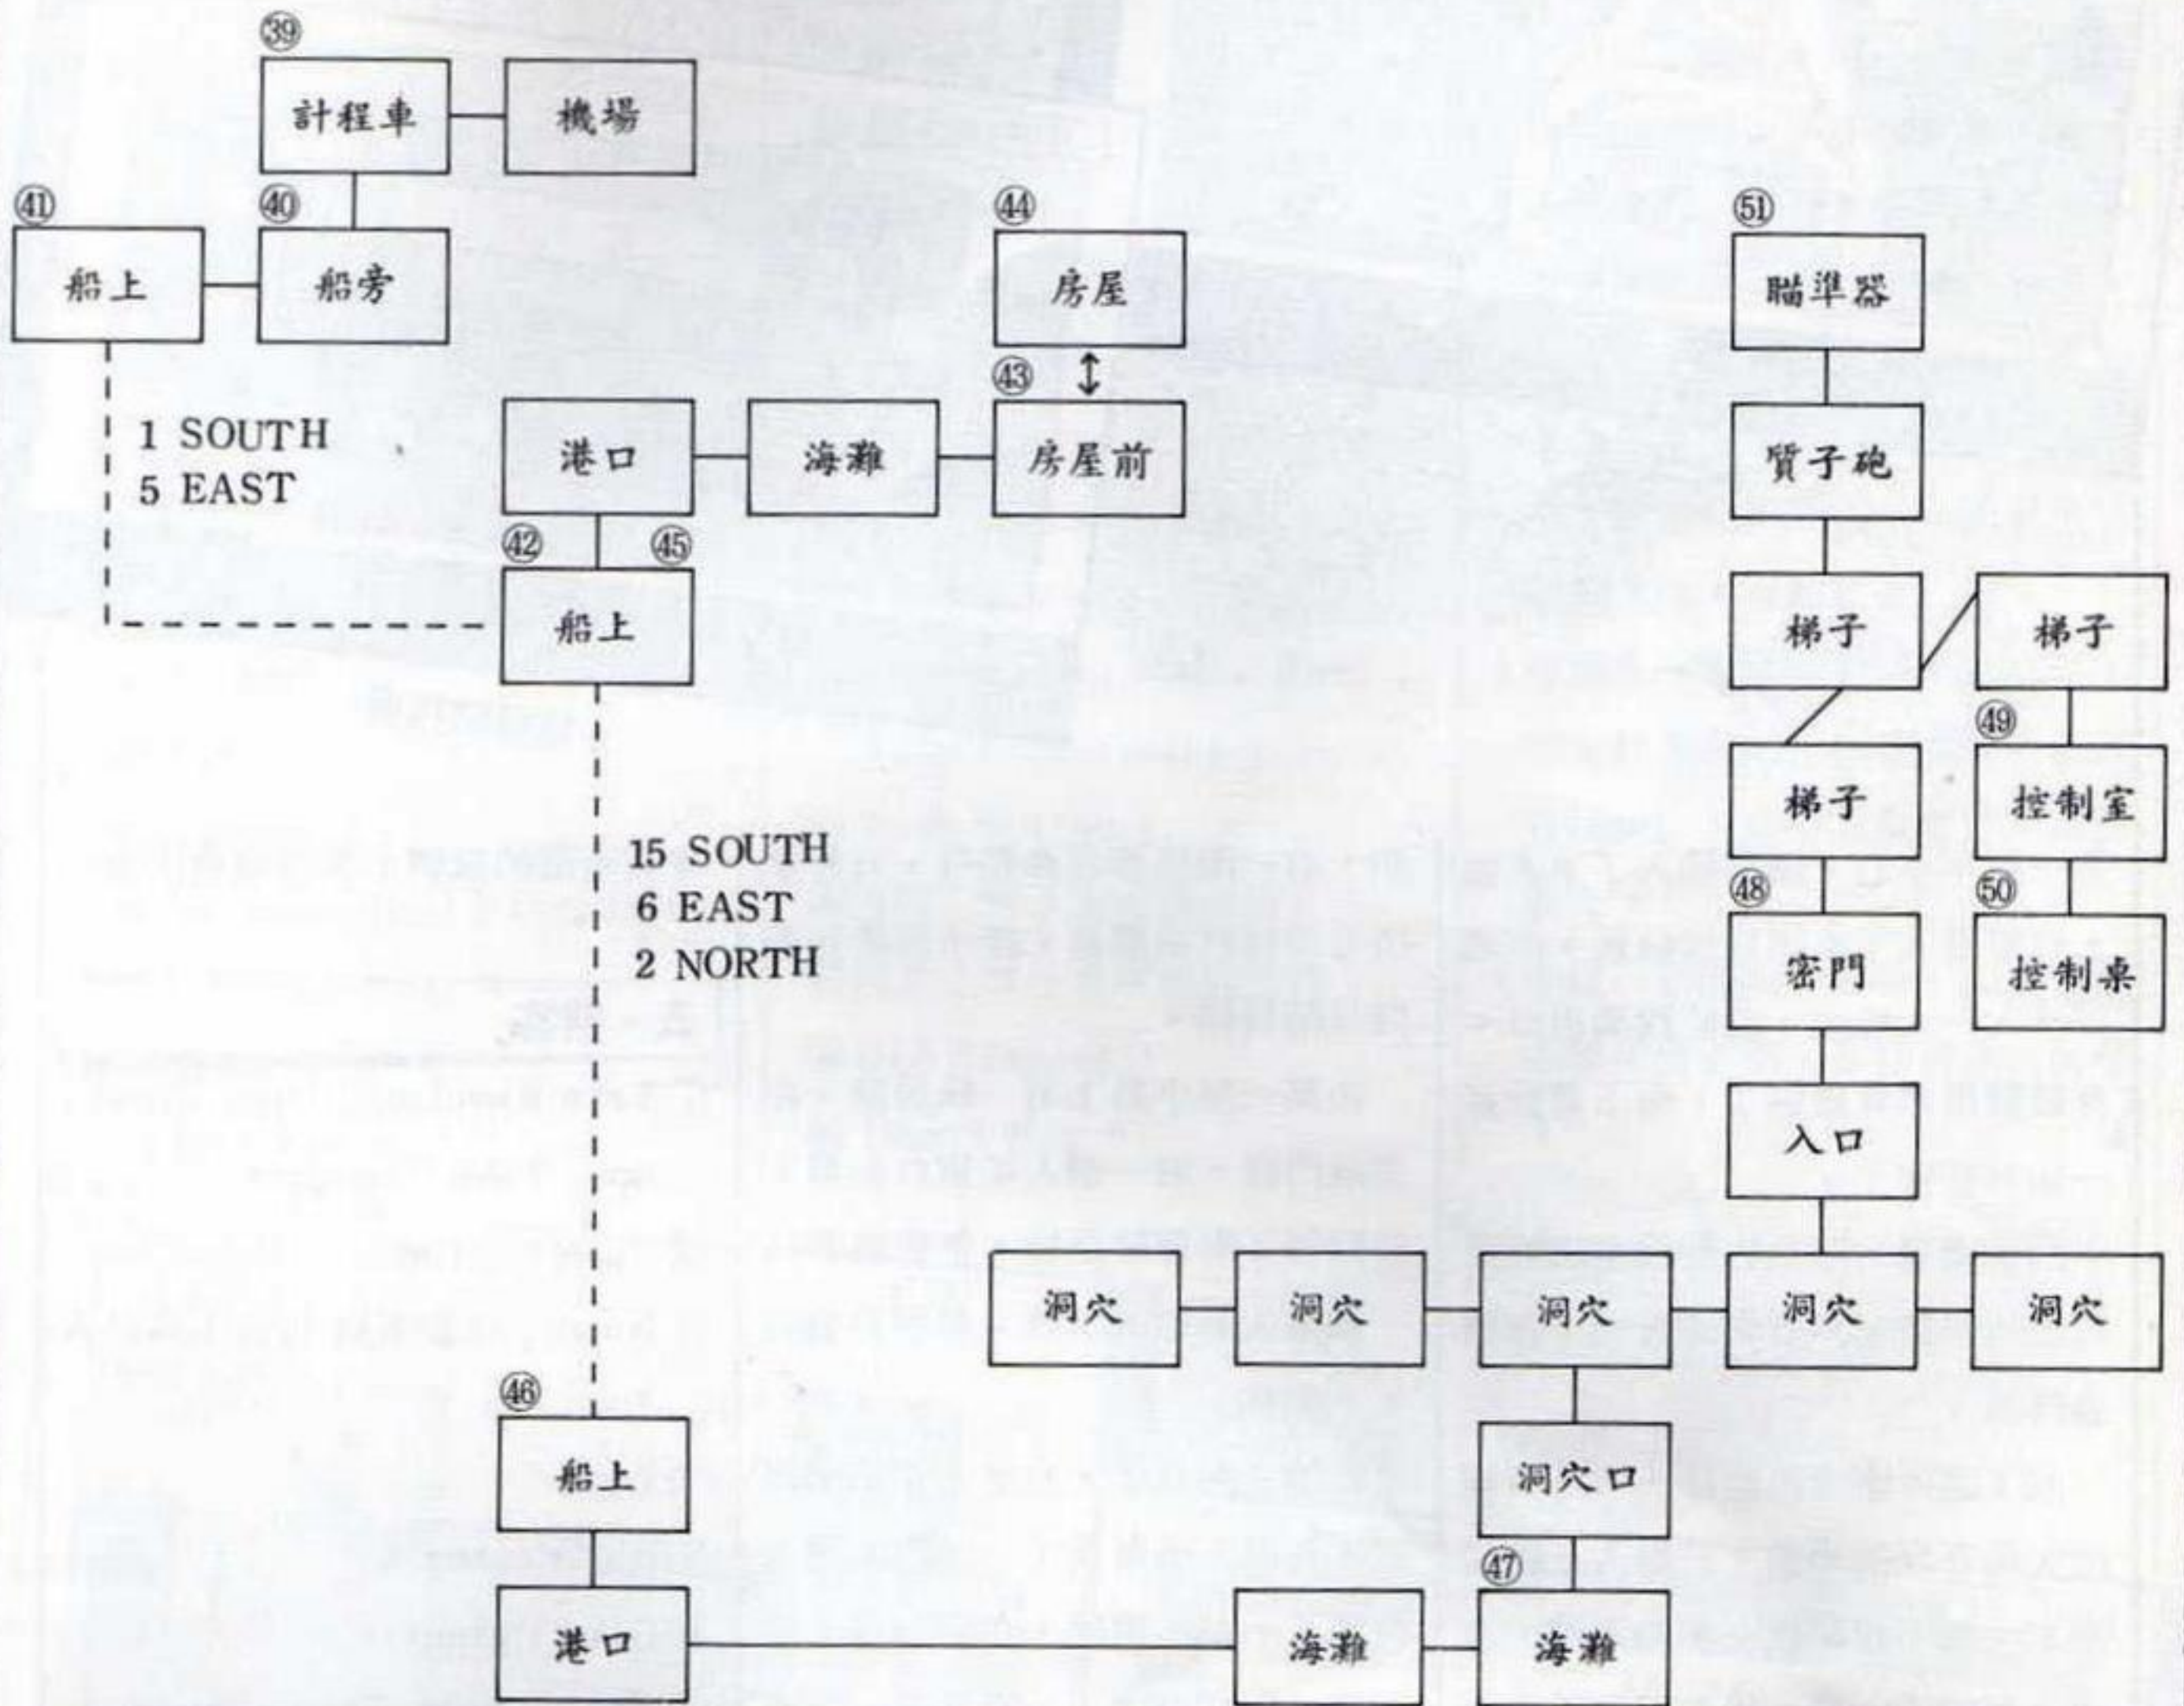 ㊴
計程車
機場
㊶
㊵
船上
船旁
㊹
房屋
51
瞄準器
1 SOUTH
5 EAST
㊸
港口
海灘
房屋前
質子砲
㊷
㊺
船上
梯子
梯子
㊾
梯子
控制室
15 SOUTH
6 EAST
2 NORTH
㊽
㊿
密門
控制桌
入口
洞穴
洞穴
洞穴
洞穴
洞穴
㊻
船上
洞穴口
㊼
港口
海灘
海灘